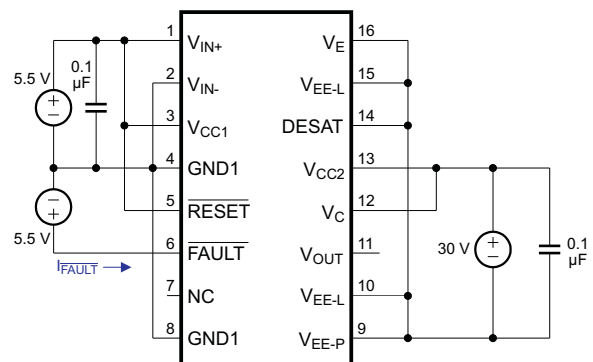 1 V_IN+ V_E 16
5.5 V 0.1 µF 2 V_IN- V_EE-L 15
3 V_CC1 DESAT 14
4 GND1 V_CC2 13
5 RESET V_C 12
5.5 V 6 FAULT V_OUT 11 30 V 0.1 µF
I_FAULT
7 NC V_EE-L 10
8 GND1 V_EE-P 9